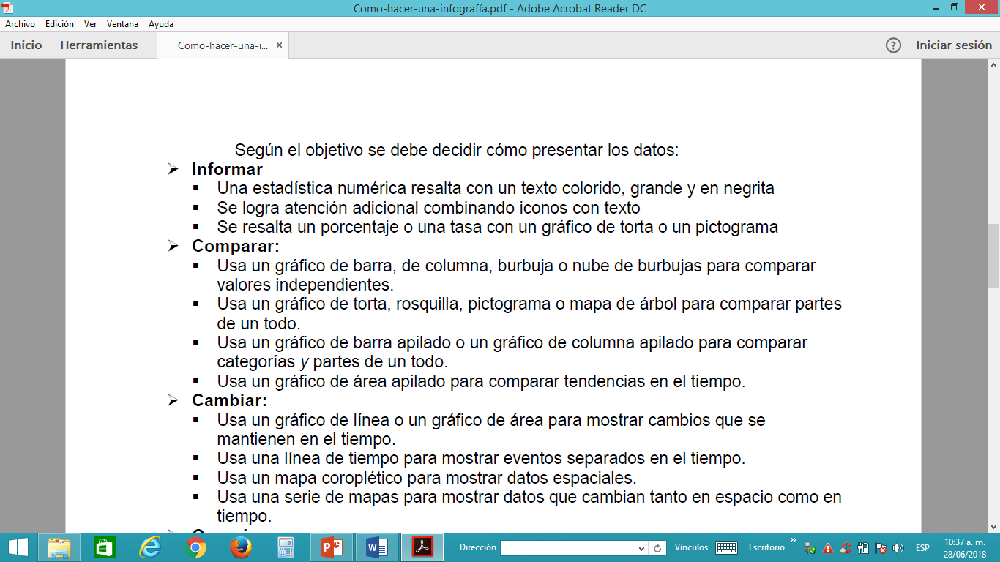 Como-hacer-una-infografía.pdf - Adobe Acrobat Reader DC
Archivo Edición Ver Ventana Ayuda
Inicio Herramientas Como-hacer-una-i... × ? Iniciar sesión
Según el objetivo se debe decidir cómo presentar los datos:
➢ Informar
▪ Una estadística numérica resalta con un texto colorido, grande y en negrita
▪ Se logra atención adicional combinando iconos con texto
▪ Se resalta un porcentaje o una tasa con un gráfico de torta o un pictograma
➢ Comparar:
▪ Usa un gráfico de barra, de columna, burbuja o nube de burbujas para comparar
valores independientes.
▪ Usa un gráfico de torta, rosquilla, pictograma o mapa de árbol para comparar partes
de un todo.
▪ Usa un gráfico de barra apilado o un gráfico de columna apilado para comparar
categorías y partes de un todo.
▪ Usa un gráfico de área apilado para comparar tendencias en el tiempo.
➢ Cambiar:
▪ Usa un gráfico de línea o un gráfico de área para mostrar cambios que se
mantienen en el tiempo.
▪ Usa una línea de tiempo para mostrar eventos separados en el tiempo.
▪ Usa un mapa coroplético para mostrar datos espaciales.
▪ Usa una serie de mapas para mostrar datos que cambian tanto en espacio como en
tiempo.
Dirección Vínculos Escritorio » ESP 10:37 a. m.
28/06/2018